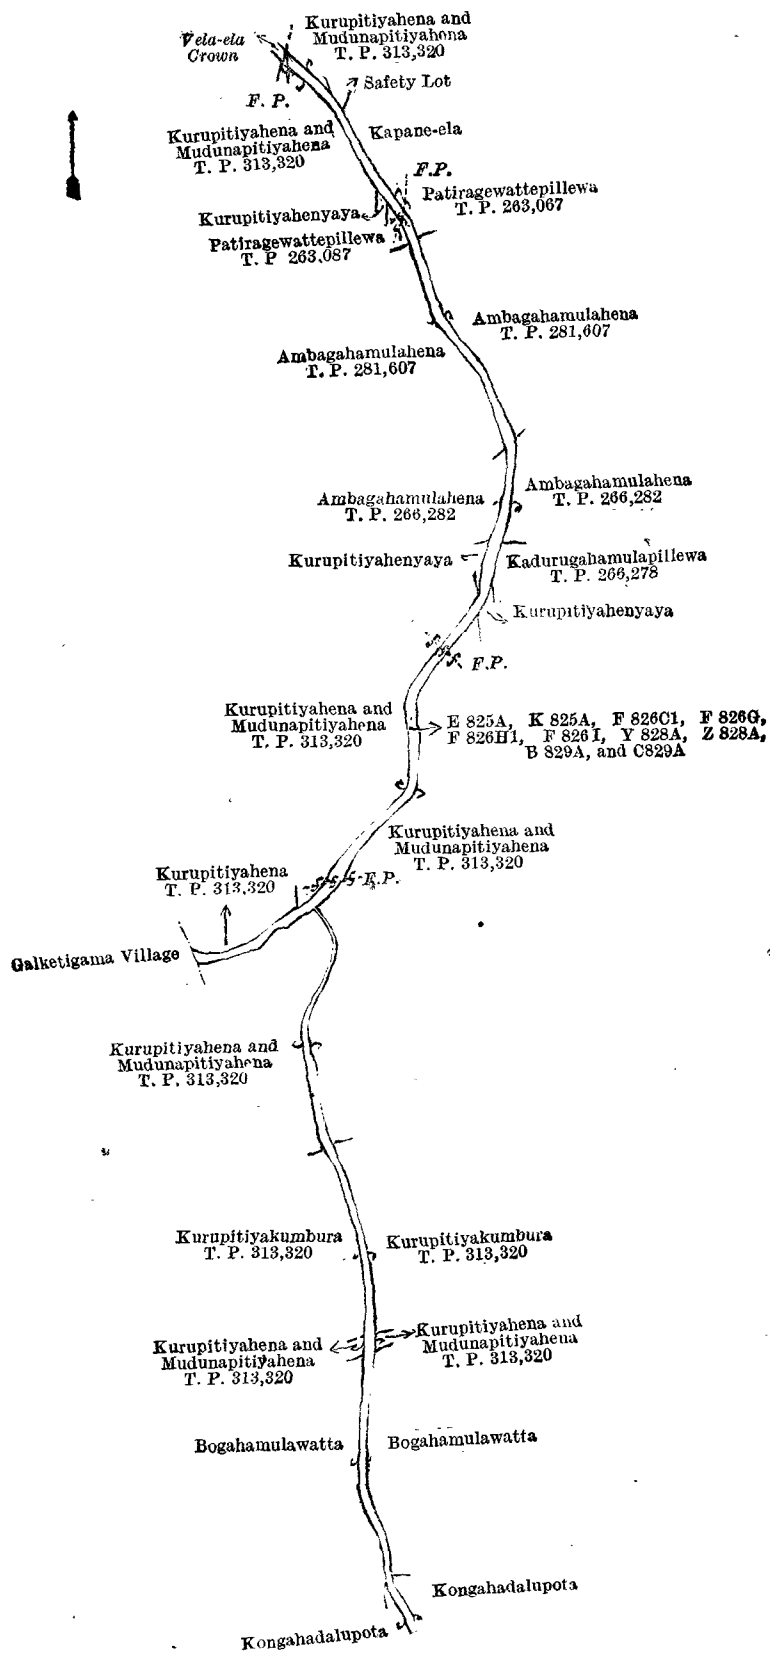 Vela-ela
Crown
Kurupitiyahena and
Mudunapitiyahena
T. P. 313,320
Safety Lot
F. P.
Kurupitiyahena and
Mudunapitiyahena
T. P. 313,320
Kapane-ela
F.P.
Patiragewattepillewa
T. P. 263,067
Kurupitiyahenyaya
Patiragewattepillewa
T. P 263,087
Ambagahamulahena
T. P. 281,607
Ambagahamulahena
T. P. 281,607
Ambagahamulahena
T. P. 266,282
Ambagahamulahena
T. P. 266,282
Kurupitiyahenyaya
Kadurugahamulapillewa
T. P. 266,278
Kurupitiyahenyaya
F.P.
Kurupitiyahena and
Mudunapitiyahena
T. P. 313,320
E 825A, K 825A, F 826C1, F 826G,
F 826H1, F 826I, Y 828A, Z 828A,
B 829A, and C829A
Kurupitiyahena and
Mudunapitiyahena
T. P. 313,320
Kurupitiyahena
T. P. 313,320
F.P.
Galketigama Village
Kurupitiyahena and
Mudunapitiyahena
T. P. 313,320
Kurupitiyakumbura
T. P. 313,320
Kurupitiyakumbura
T. P. 313,320
Kurupitiyahena and
Mudunapitiyahena
T. P. 313,320
Kurupitiyahena and
Mudunapitiyahena
T. P. 313,320
Bogahamulawatta
Bogahamulawatta
Kongahadalupota
Kongahadalupota